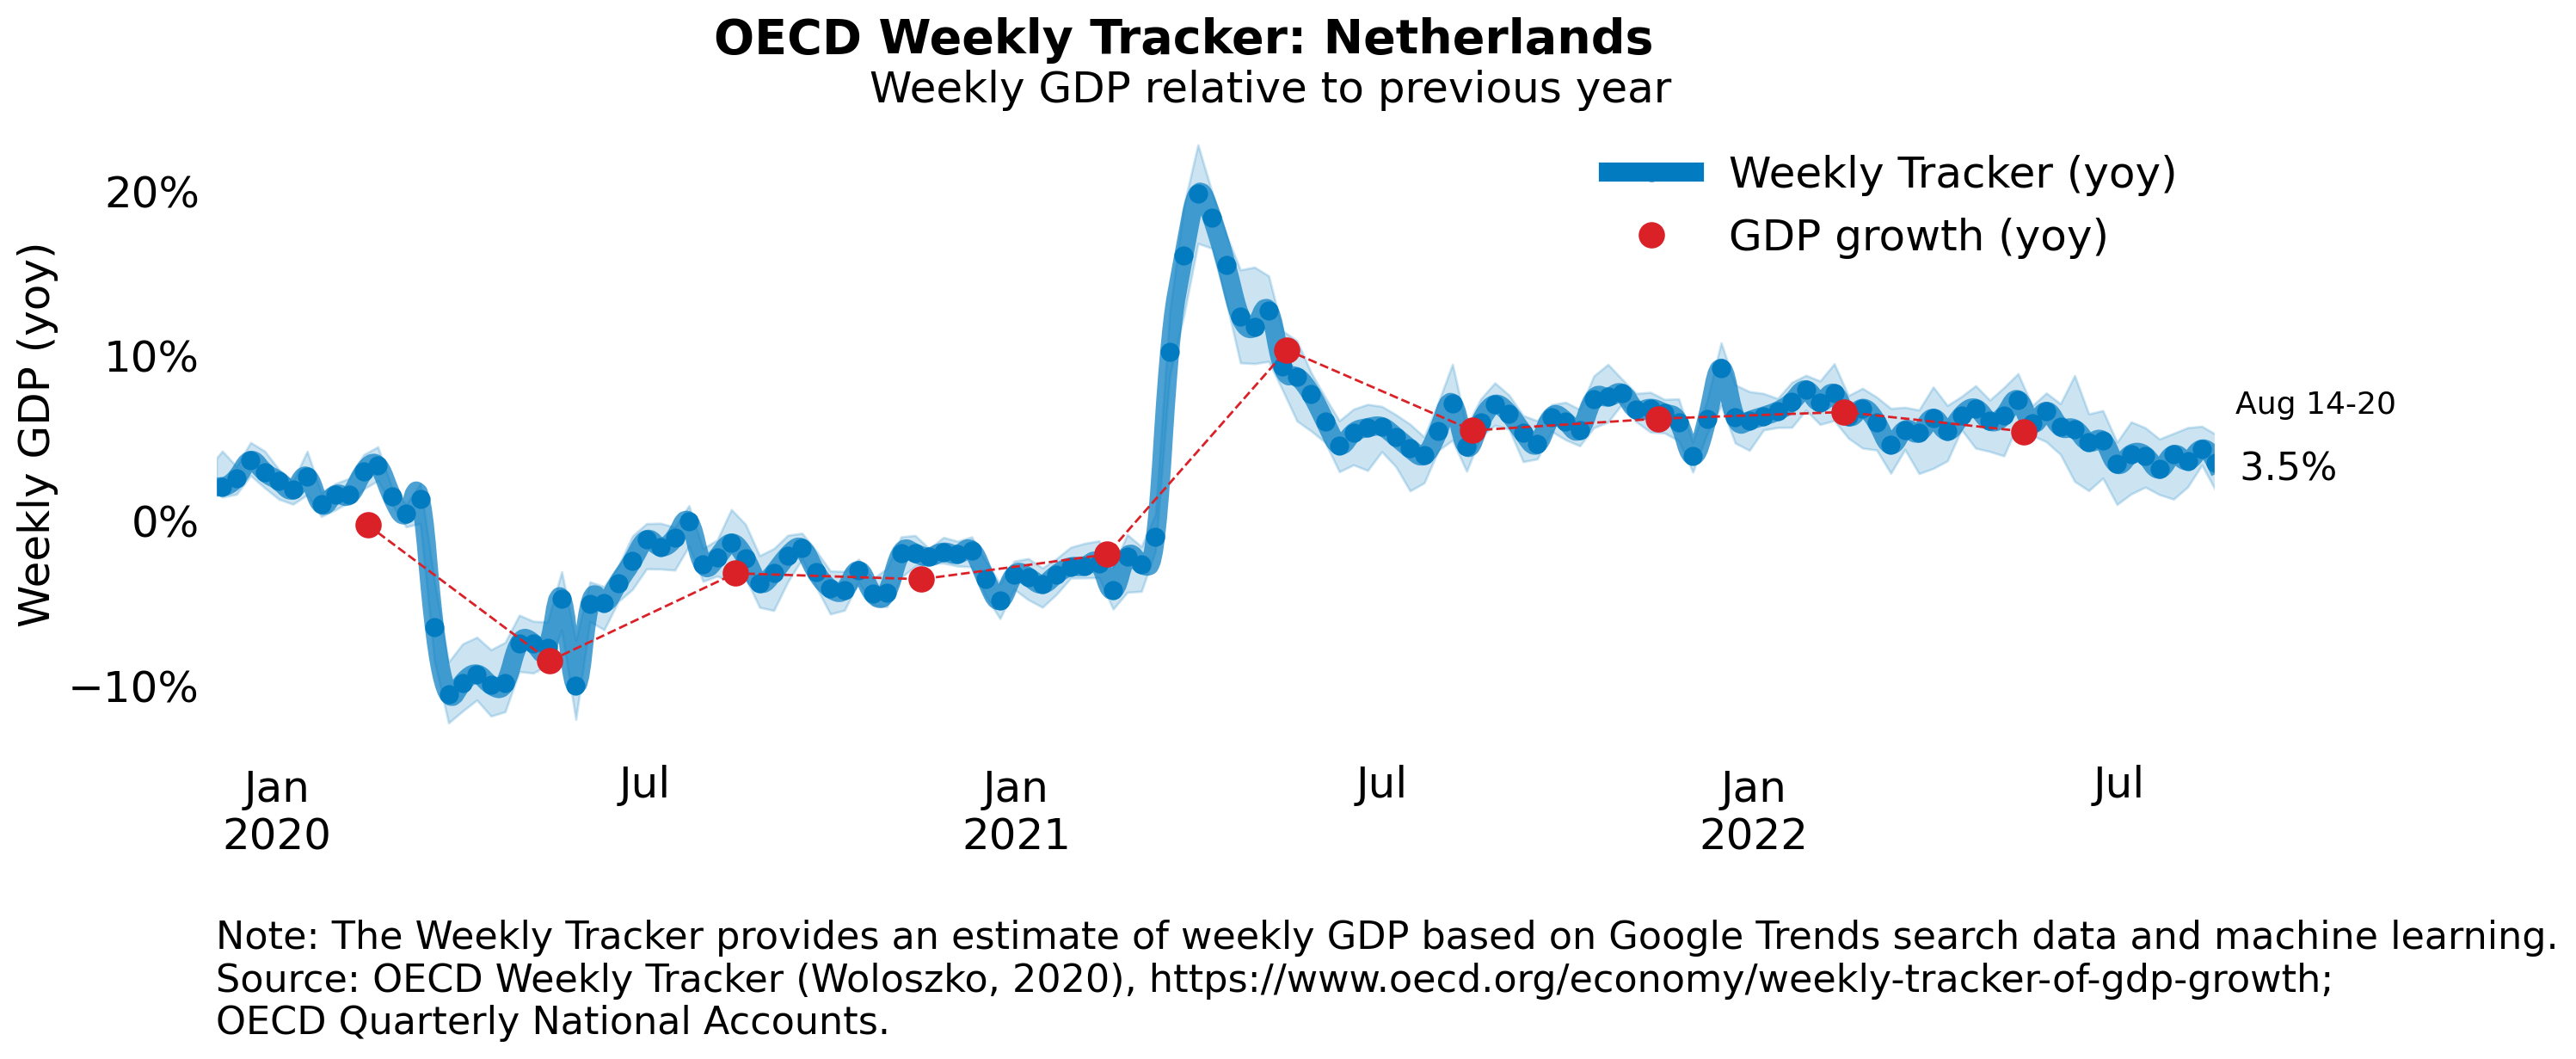 OECD Weekly Tracker: Netherlands
Weekly GDP relative to previous year
Weekly GDP (yoy)
20%
10%
0%
−10%
Weekly Tracker (yoy)
GDP growth (yoy)
Aug 14-20
3.5%
Jan
2020
Jul
Jan
2021
Jul
Jan
2022
Jul
Note: The Weekly Tracker provides an estimate of weekly GDP based on Google Trends search data and machine learning.
Source: OECD Weekly Tracker (Woloszko, 2020), https://www.oecd.org/economy/weekly-tracker-of-gdp-growth;
OECD Quarterly National Accounts.